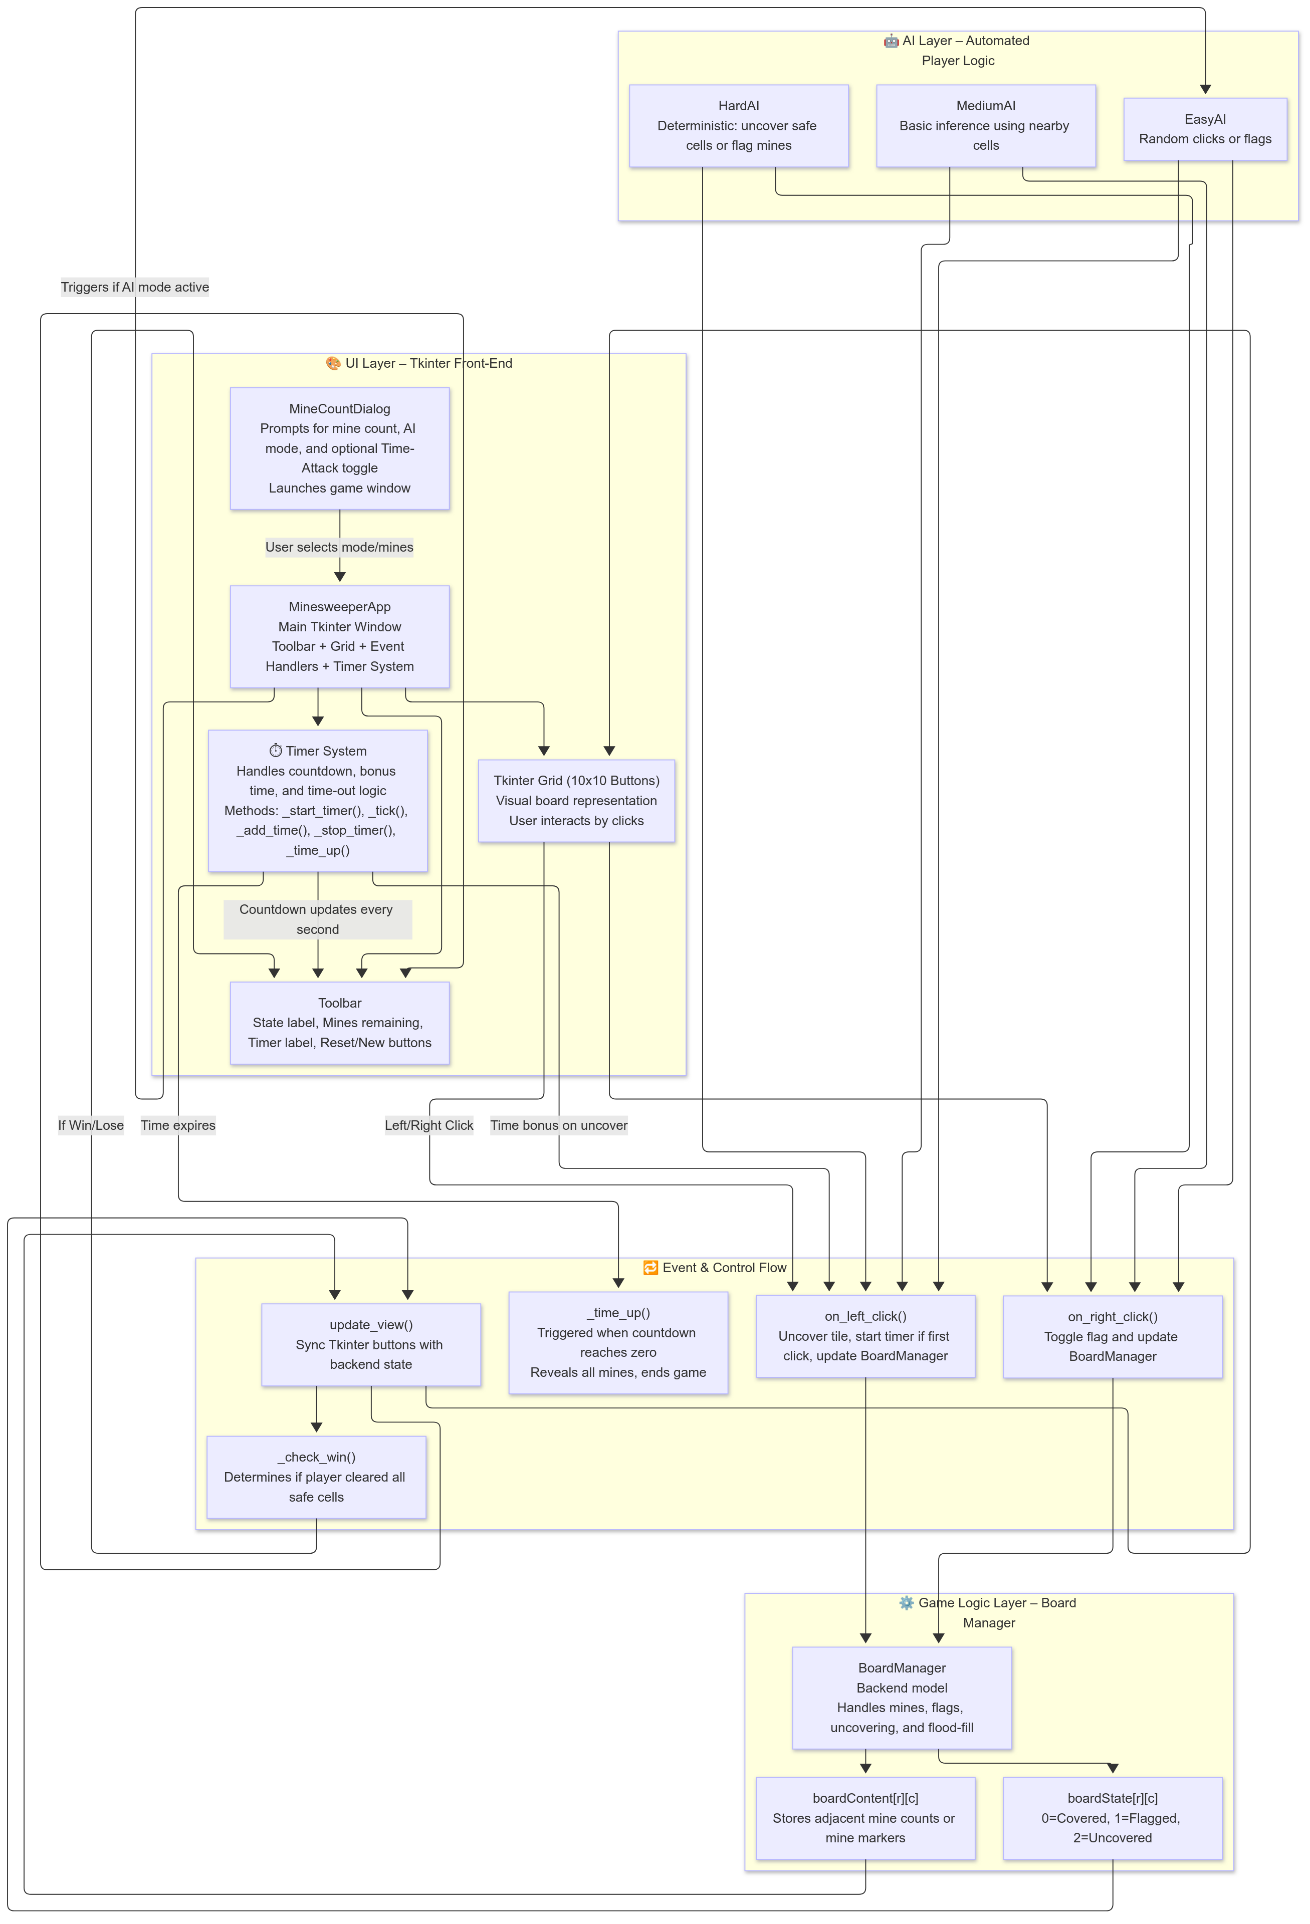 🤖 AI Layer – Automated
Player Logic
HardAI
Deterministic: uncover safe
cells or flag mines
MediumAI
Basic inference using nearby
cells
EasyAI
Random clicks or flags
Triggers if AI mode active
🎨 UI Layer – Tkinter Front-End
MineCountDialog
Prompts for mine count, AI
mode, and optional Time-
Attack toggle
Launches game window
User selects mode/mines
MinesweeperApp
Main Tkinter Window
Toolbar + Grid + Event
Handlers + Timer System
⏱ Timer System
Handles countdown, bonus
time, and time-out logic
Methods: _start_timer(), _tick(),
_add_time(), _stop_timer(),
_time_up()
Tkinter Grid (10x10 Buttons)
Visual board representation
User interacts by clicks
Countdown updates every
second
Toolbar
State label, Mines remaining,
Timer label, Reset/New buttons
If Win/Lose
Time expires
Left/Right Click
Time bonus on uncover
🔁 Event & Control Flow
update_view()
Sync Tkinter buttons with
backend state
_time_up()
Triggered when countdown
reaches zero
Reveals all mines, ends game
on_left_click()
Uncover tile, start timer if first
click, update BoardManager
on_right_click()
Toggle flag and update
BoardManager
_check_win()
Determines if player cleared all
safe cells
⚙️ Game Logic Layer – Board
Manager
BoardManager
Backend model
Handles mines, flags,
uncovering, and flood-fill
boardContent[r][c]
Stores adjacent mine counts or
mine markers
boardState[r][c]
0=Covered, 1=Flagged,
2=Uncovered